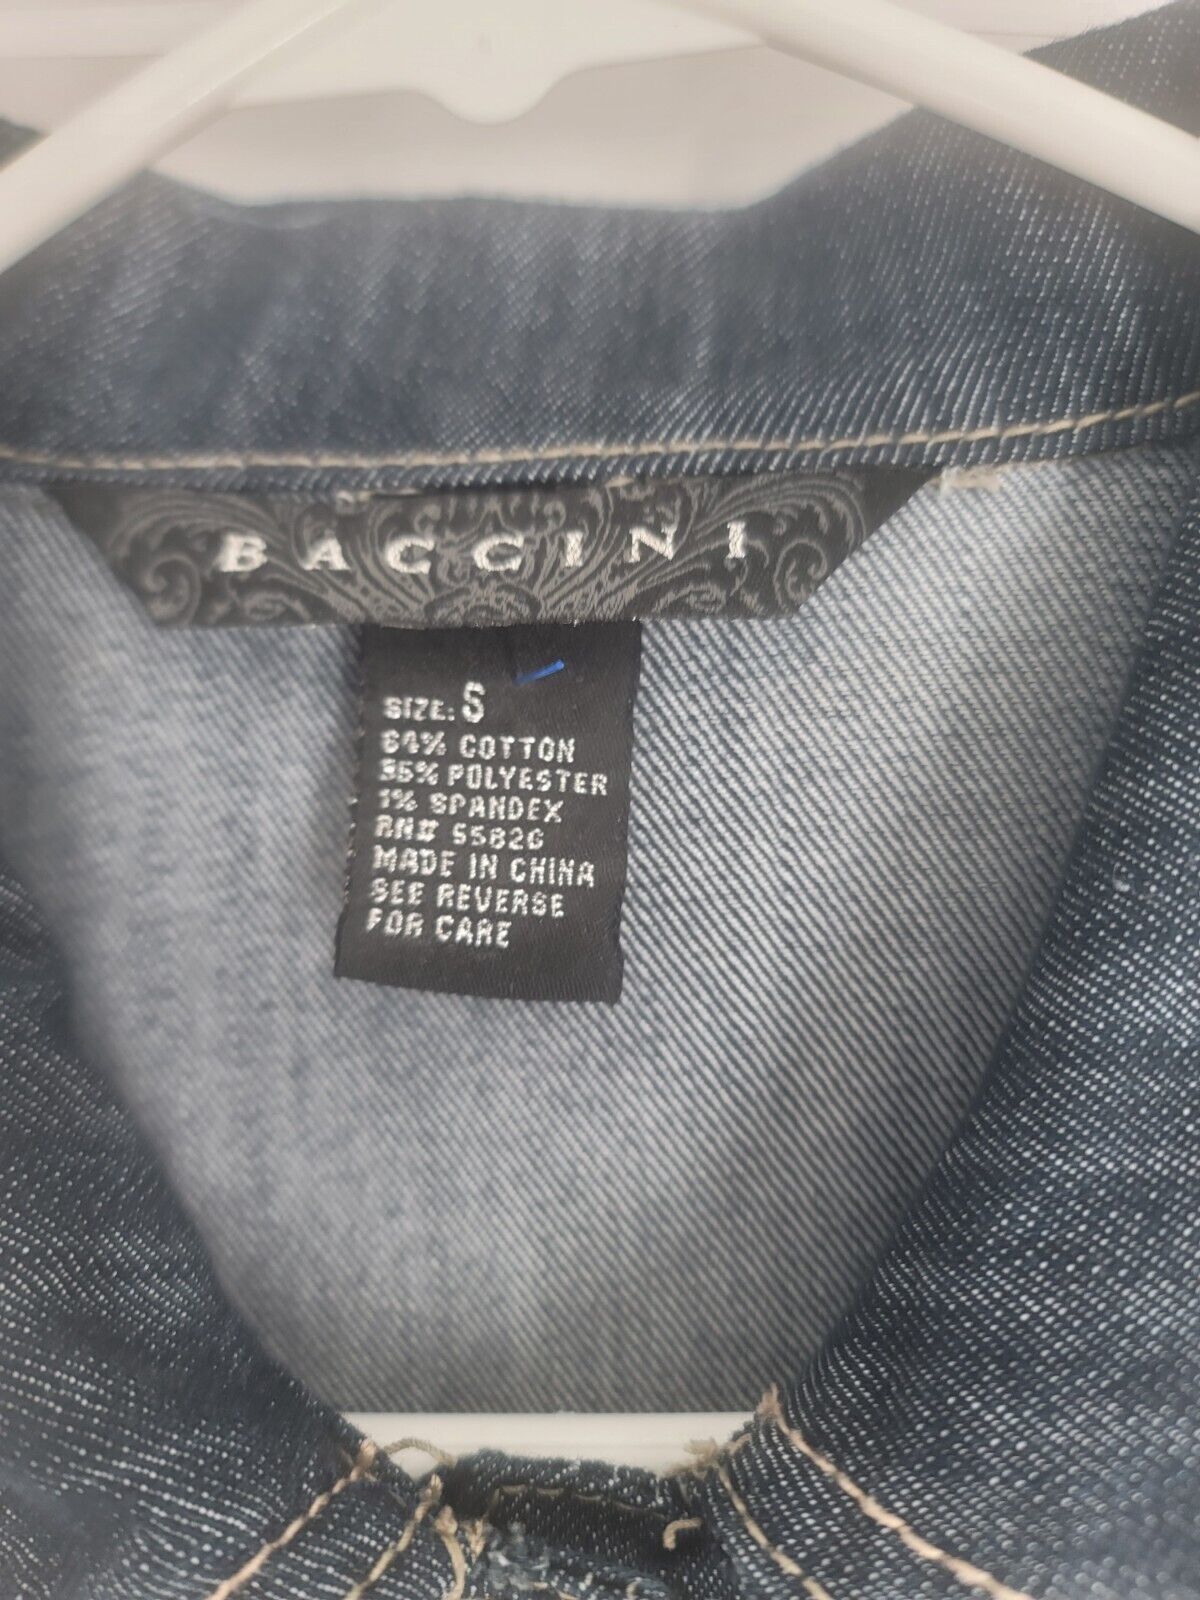 BACCINI
SIZE: S
64% COTTON
35% POLYESTER
1% SPANDEX
RN# 55826
MADE IN CHINA
SEE REVERSE
FOR CARE